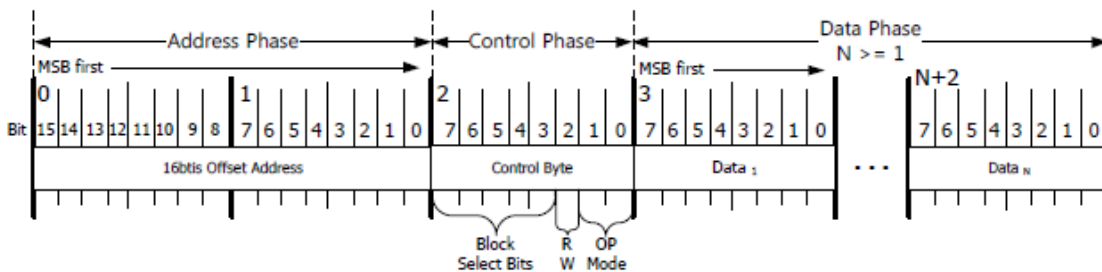 Address Phase Control Phase Data Phase
N >= 1
MSB first MSB first
0 1 2 3 N+2
Bit 15 14 13 12 11 10 9 8 7 6 5 4 3 2 1 0 7 6 5 4 3 2 1 0 7 6 5 4 3 2 1 0 7 6 5 4 3 2 1 0
16btis Offset Address Control Byte Data 1 ... Data N
Block R OP
Select Bits W Mode